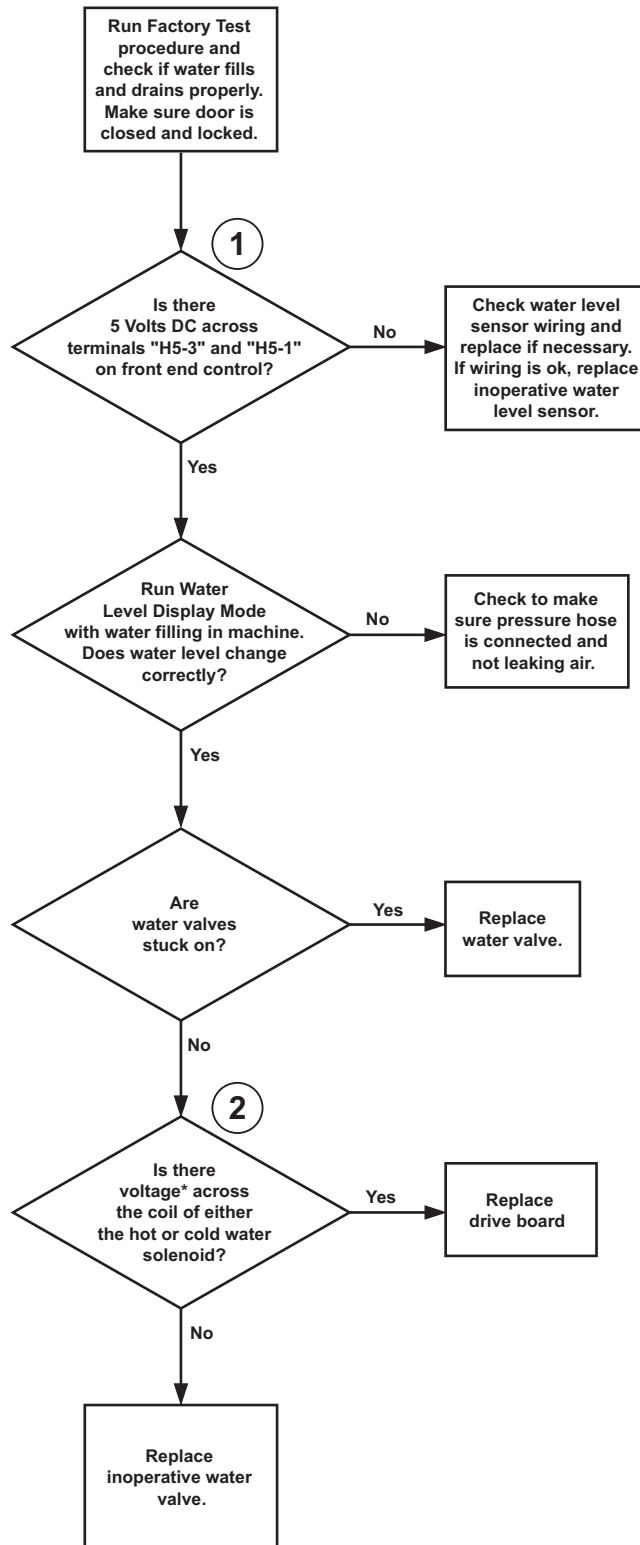 Run Factory Test
procedure and
check if water fills
and drains properly.
Make sure door is
closed and locked.
1
Is there
5 Volts DC across
terminals "H5-3" and "H5-1"
on front end control?
No
Check water level
sensor wiring and
replace if necessary.
If wiring is ok, replace
inoperative water
level sensor.
Yes
Run Water
Level Display Mode
with water filling in machine.
Does water level change
correctly?
No
Check to make
sure pressure hose
is connected and
not leaking air.
Yes
Are
water valves
stuck on?
Yes
Replace
water valve.
No
2
Is there
voltage* across
the coil of either
the hot or cold water
solenoid?
Yes
Replace
drive board
No
Replace
inoperative water
valve.